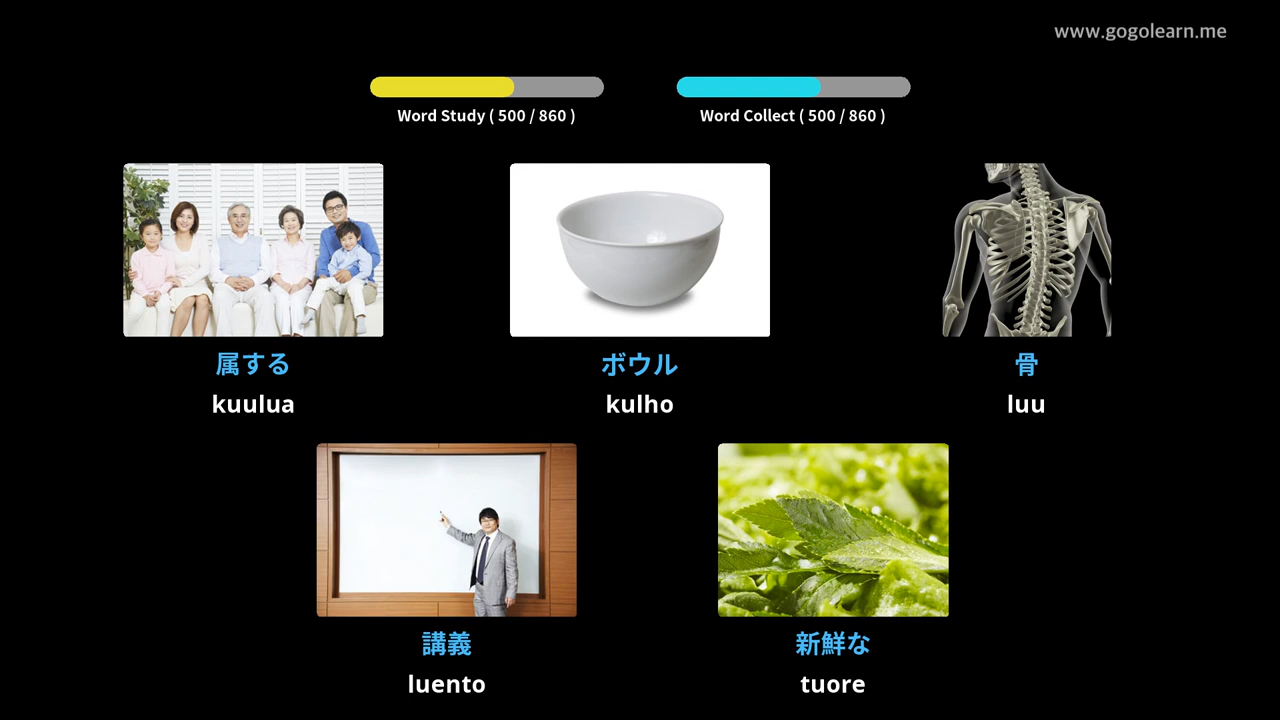 www.gogolearn.me
Word Study ( 500 / 860 )
Word Collect ( 500 / 860 )
属する
ボウル
骨
kuulua
kulho
luu
講義
新鮮な
luento
tuore